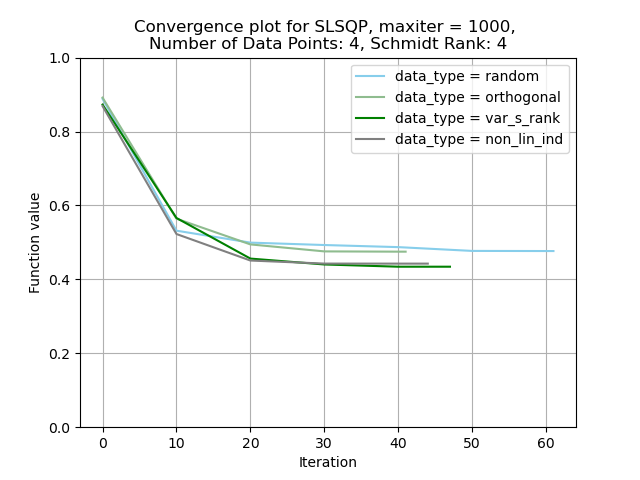 Convergence plot for SLSQP, maxiter = 1000,
Number of Data Points: 4, Schmidt Rank: 4
data_type = random
data_type = orthogonal
data_type = var_s_rank
data_type = non_lin_ind
1.0
0.8
0.6
0.4
0.2
0.0
Function value
0 10 20 30 40 50 60
Iteration